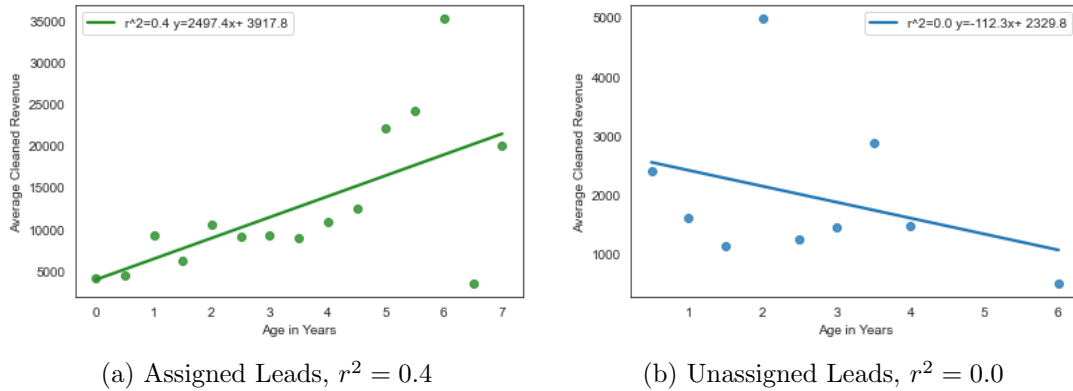 35000
30000
25000
20000
15000
10000
5000
Average Cleaned Revenue
r^2=0.4 y=2497.4x+ 3917.8
0 1 2 3 4 5 6 7
Age in Years
(a) Assigned Leads, r² = 0.4
5000
4000
3000
2000
1000
Average Cleaned Revenue
r^2=0.0 y=-112.3x+ 2329.8
1 2 3 4 5 6
Age in Years
(b) Unassigned Leads, r² = 0.0